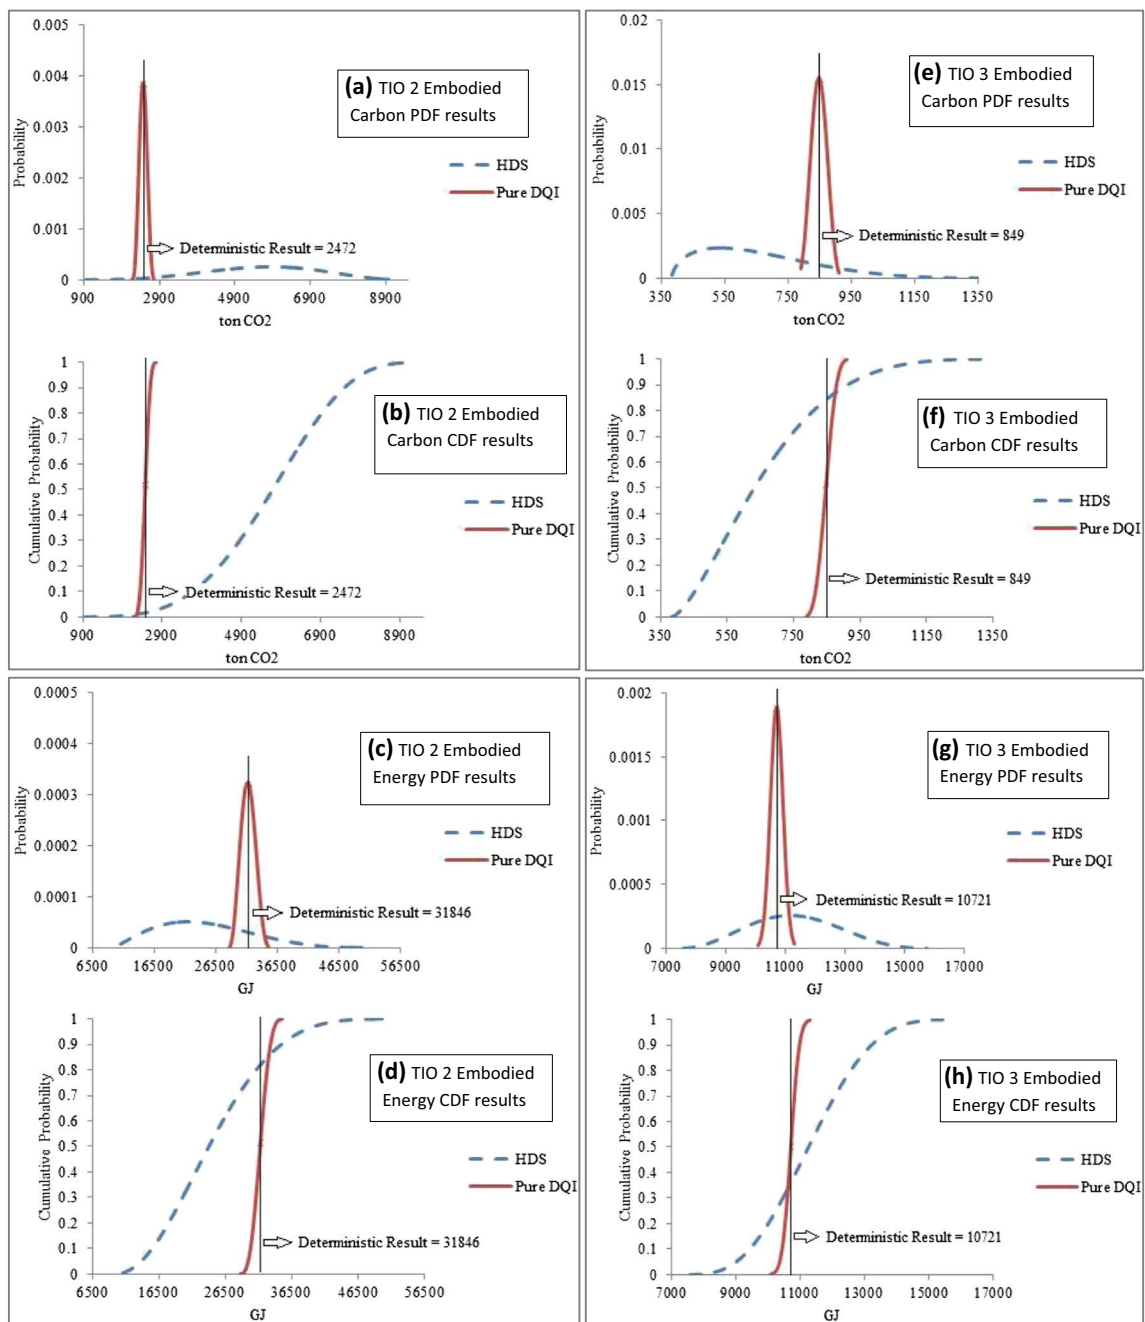 0.005
0.004
0.003
0.002
0.001
0
Probability
900 2900 4900 6900 8900
ton CO2
(a) TIO 2 Embodied
Carbon PDF results
HDS
Pure DQI
Deterministic Result = 2472
1
0.9
0.8
0.7
0.6
0.5
0.4
0.3
0.2
0.1
0
Cumulative Probability
900 2900 4900 6900 8900
ton CO2
(b) TIO 2 Embodied
Carbon CDF results
HDS
Pure DQI
Deterministic Result = 2472
0.02
0.015
0.01
0.005
0
Probability
350 550 750 950 1150 1350
ton CO2
(e) TIO 3 Embodied
Carbon PDF results
HDS
Pure DQI
Deterministic Result = 849
1
0.9
0.8
0.7
0.6
0.5
0.4
0.3
0.2
0.1
0
Cumulative Probability
350 550 750 950 1150 1350
ton CO2
(f) TIO 3 Embodied
Carbon CDF results
HDS
Pure DQI
Deterministic Result = 849
0.0005
0.0004
0.0003
0.0002
0.0001
0
Probability
6500 16500 26500 36500 46500 56500
GJ
(c) TIO 2 Embodied
Energy PDF results
HDS
Pure DQI
Deterministic Result = 31846
1
0.9
0.8
0.7
0.6
0.5
0.4
0.3
0.2
0.1
0
Cumulative Probability
6500 16500 26500 36500 46500 56500
GJ
(d) TIO 2 Embodied
Energy CDF results
HDS
Pure DQI
Deterministic Result = 31846
0.002
0.0015
0.001
0.0005
0
Probability
7000 9000 11000 13000 15000 17000
GJ
(g) TIO 3 Embodied
Energy PDF results
HDS
Pure DQI
Deterministic Result = 10721
1
0.9
0.8
0.7
0.6
0.5
0.4
0.3
0.2
0.1
0
Cumulative Probability
7000 9000 11000 13000 15000 17000
GJ
(h) TIO 3 Embodied
Energy CDF results
HDS
Pure DQI
Deterministic Result = 10721